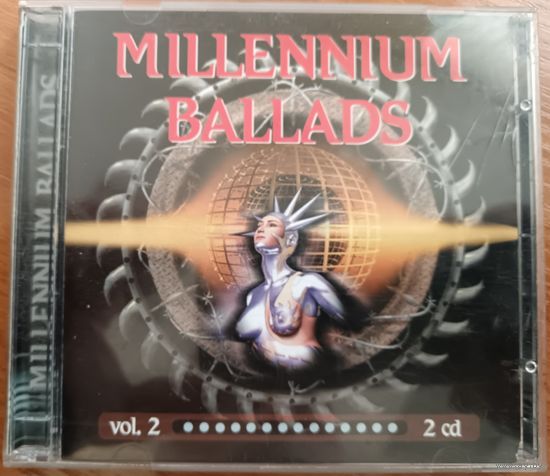 MILLENNIUM
BALLADS
MILLENNIUM BALLADS
vol. 2
2 cd